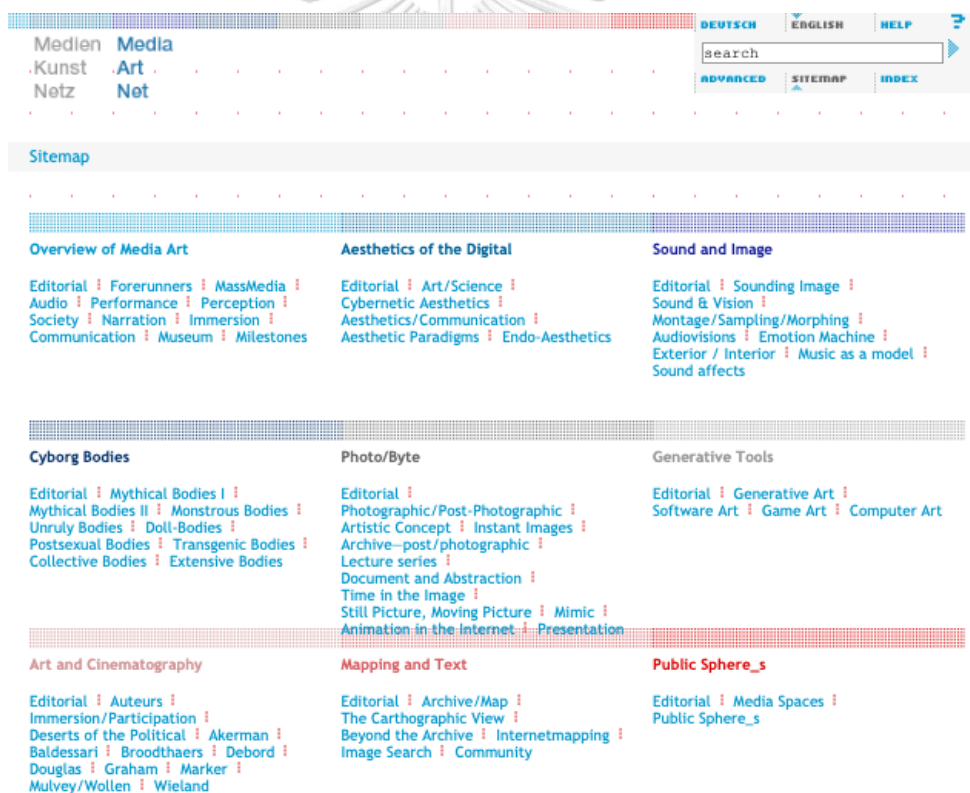 DEUTSCH ENGLISH HELP ?
Medien Media
search
Kunst Art
ADVANCED SITEMAP INDEX
Netz Net
Sitemap
Overview of Media Art
Editorial ⁞ Forerunners ⁞ MassMedia ⁞
Audio ⁞ Performance ⁞ Perception ⁞
Society ⁞ Narration ⁞ Immersion ⁞
Communication ⁞ Museum ⁞ Milestones
Aesthetics of the Digital
Editorial ⁞ Art/Science ⁞
Cybernetic Aesthetics ⁞
Aesthetics/Communication ⁞
Aesthetic Paradigms ⁞ Endo-Aesthetics
Sound and Image
Editorial ⁞ Sounding Image ⁞
Sound & Vision ⁞
Montage/Sampling/Morphing ⁞
Audiovisions ⁞ Emotion Machine ⁞
Exterior / Interior ⁞ Music as a model ⁞
Sound affects
Cyborg Bodies
Editorial ⁞ Mythical Bodies I ⁞
Mythical Bodies II ⁞ Monstrous Bodies ⁞
Unruly Bodies ⁞ Doll-Bodies ⁞
Postsexual Bodies ⁞ Transgenic Bodies ⁞
Collective Bodies ⁞ Extensive Bodies
Photo/Byte
Editorial ⁞
Photographic/Post-Photographic ⁞
Artistic Concept ⁞ Instant Images ⁞
Archive—post/photographic ⁞
Lecture series ⁞
Document and Abstraction ⁞
Time in the Image ⁞
Still Picture, Moving Picture ⁞ Mimic ⁞
Animation in the Internet ⁞ Presentation
Generative Tools
Editorial ⁞ Generative Art ⁞
Software Art ⁞ Game Art ⁞ Computer Art
Art and Cinematography
Editorial ⁞ Auteurs ⁞
Immersion/Participation ⁞
Deserts of the Political ⁞ Akerman ⁞
Baldessari ⁞ Broodthaers ⁞ Debord ⁞
Douglas ⁞ Graham ⁞ Marker ⁞
Mulvey/Wollen ⁞ Wieland
Mapping and Text
Editorial ⁞ Archive/Map ⁞
The Carthographic View ⁞
Beyond the Archive ⁞ Internetmapping ⁞
Image Search ⁞ Community
Public Sphere_s
Editorial ⁞ Media Spaces ⁞
Public Sphere_s